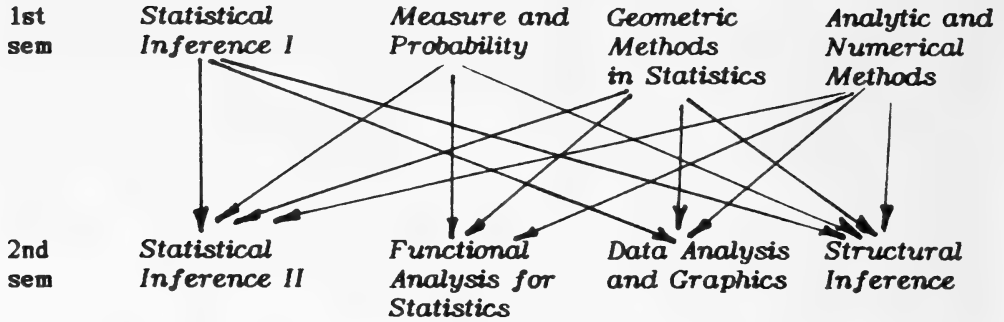 1st Statistical Measure and Geometric Analytic and
sem Inference I Probability Methods Numerical
in Statistics Methods
2nd Statistical Functional Data Analysis Structural
sem Inference II Analysis for and Graphics Inference
Statistics